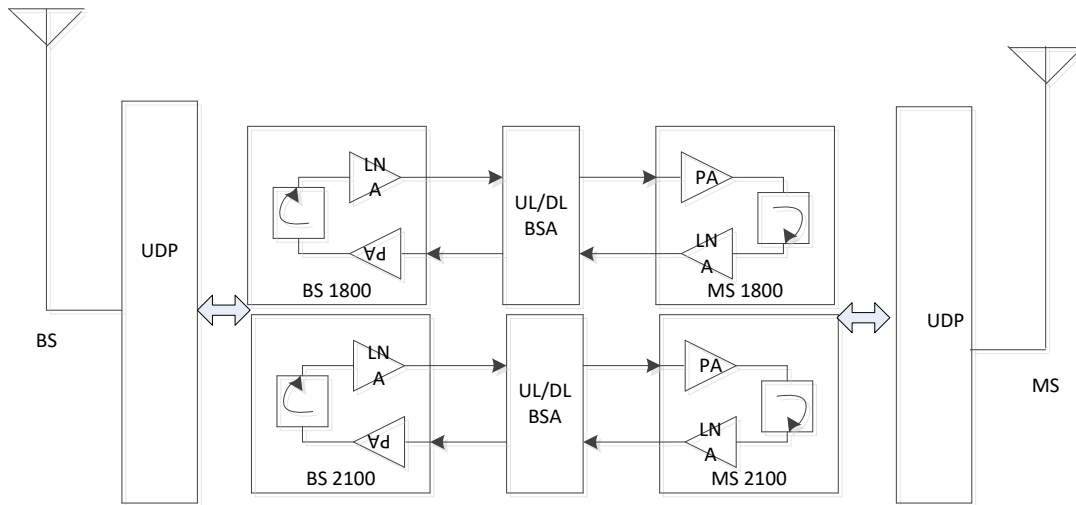 LN
A
PA
BS 1800
UL/DL
BSA
PA
LN
A
MS 1800
UDP
UDP
BS
MS
LN
A
PA
BS 2100
UL/DL
BSA
PA
LN
A
MS 2100